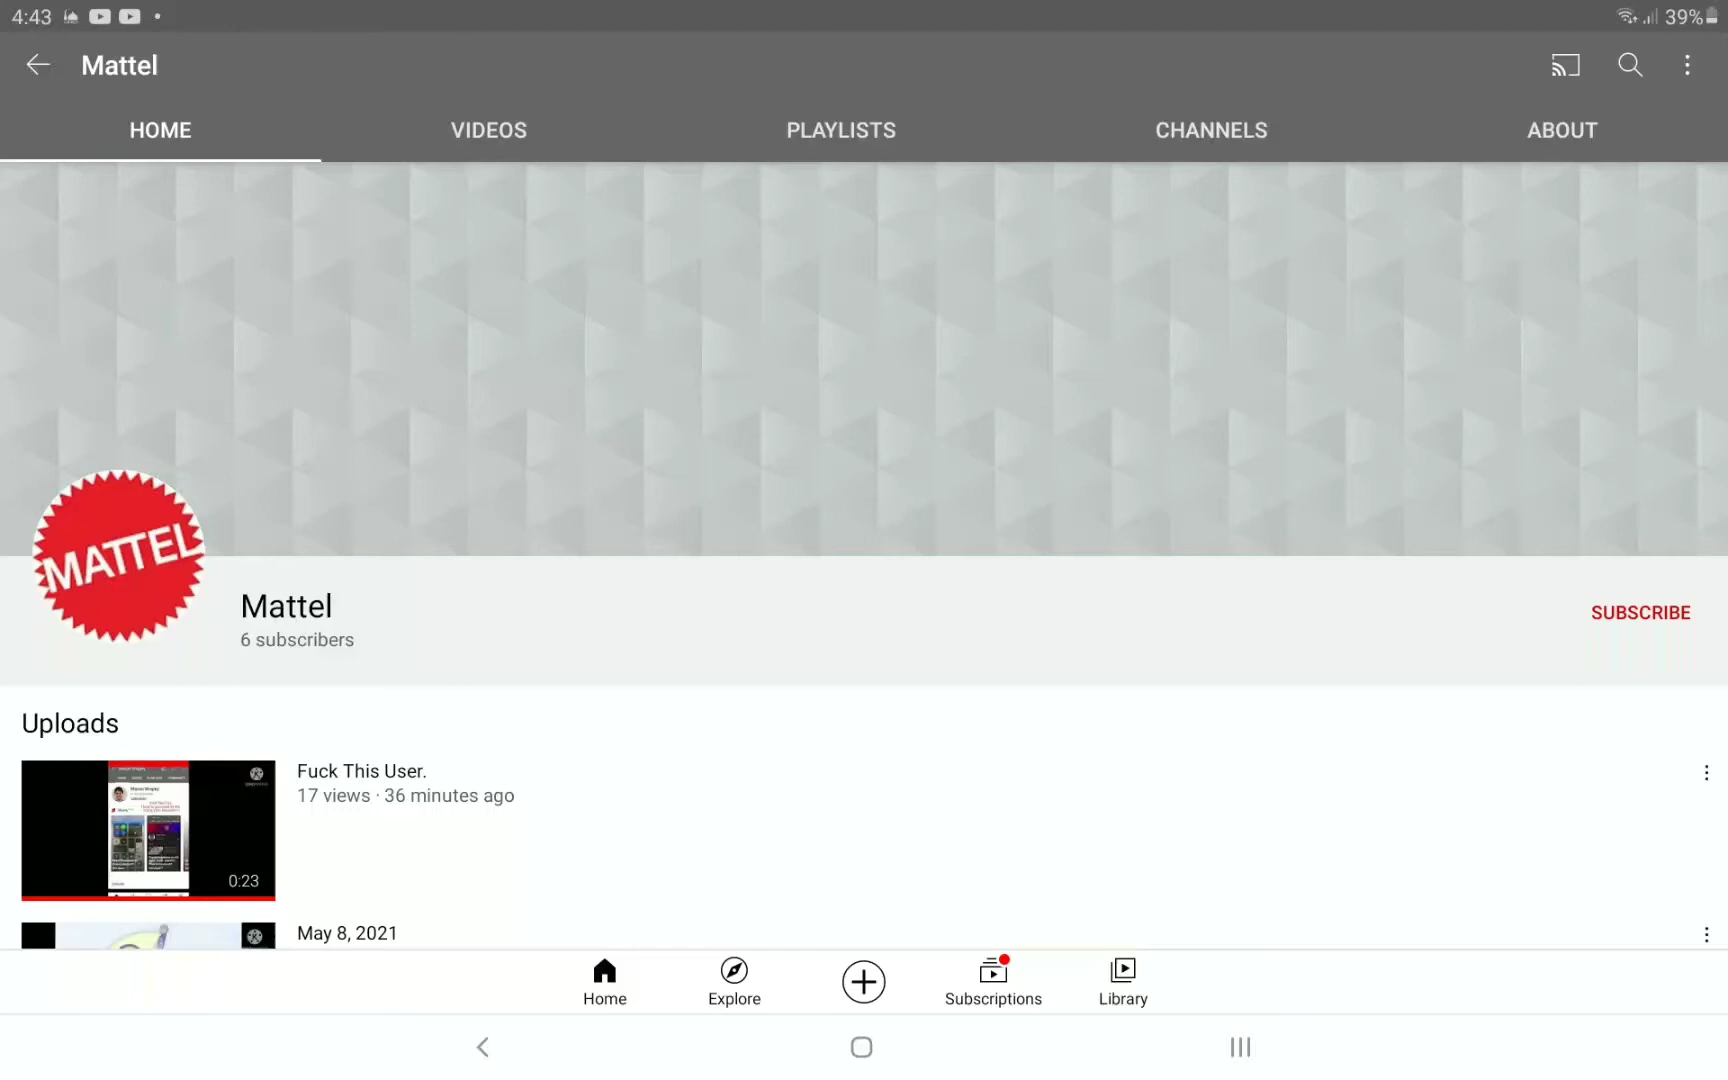 4:43
39%
Mattel
HOME
VIDEOS
PLAYLISTS
CHANNELS
ABOUT
MATTEL
Mattel
6 subscribers
SUBSCRIBE
Uploads
Fuck This User.
17 views · 36 minutes ago
0:23
May 8, 2021
Home
Explore
Subscriptions
Library